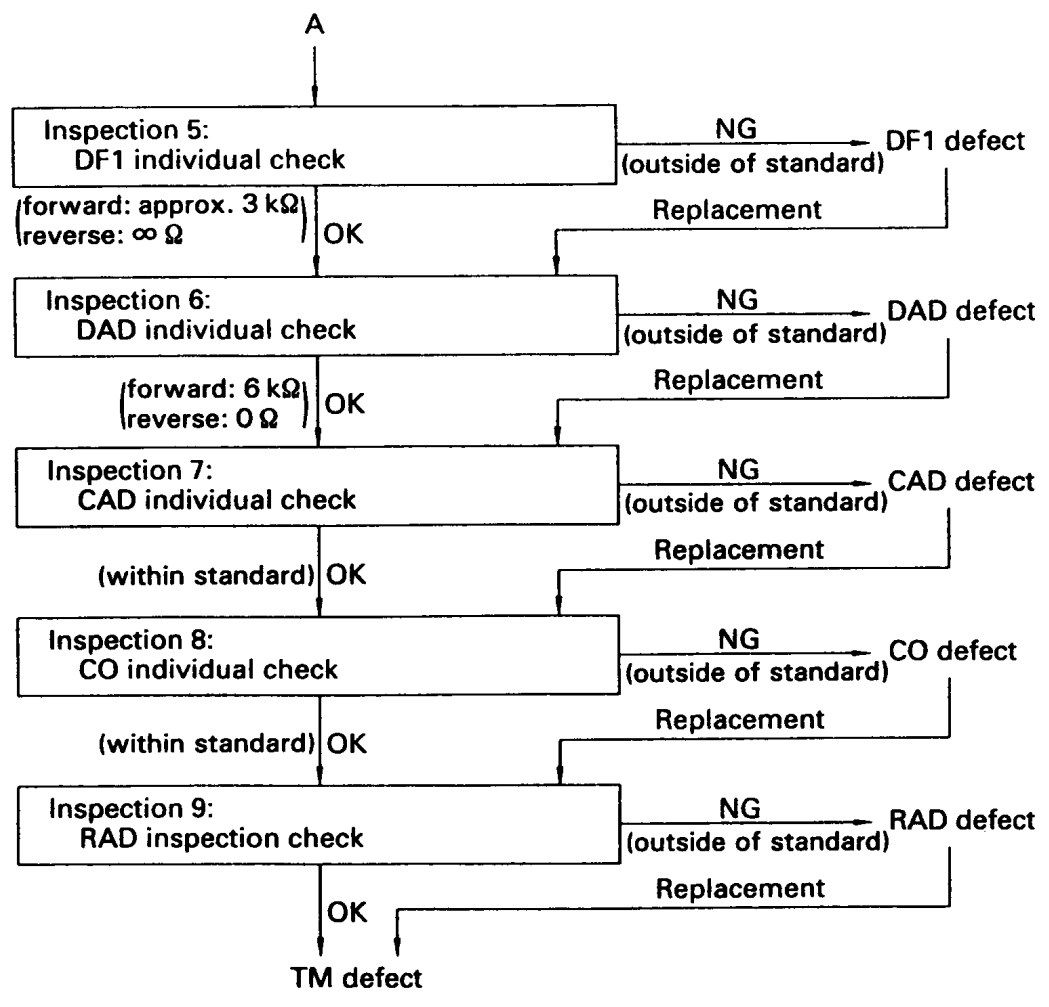 A
Inspection 5:
DF1 individual check
NG
(outside of standard)
DF1 defect
(forward: approx. 3 kΩ
reverse: ∞ Ω)
OK
Replacement
Inspection 6:
DAD individual check
NG
(outside of standard)
DAD defect
(forward: 6 kΩ
reverse: 0 Ω)
OK
Replacement
Inspection 7:
CAD individual check
NG
(outside of standard)
CAD defect
(within standard) OK
Replacement
Inspection 8:
CO individual check
NG
(outside of standard)
CO defect
(within standard) OK
Replacement
Inspection 9:
RAD inspection check
NG
(outside of standard)
RAD defect
OK
Replacement
TM defect